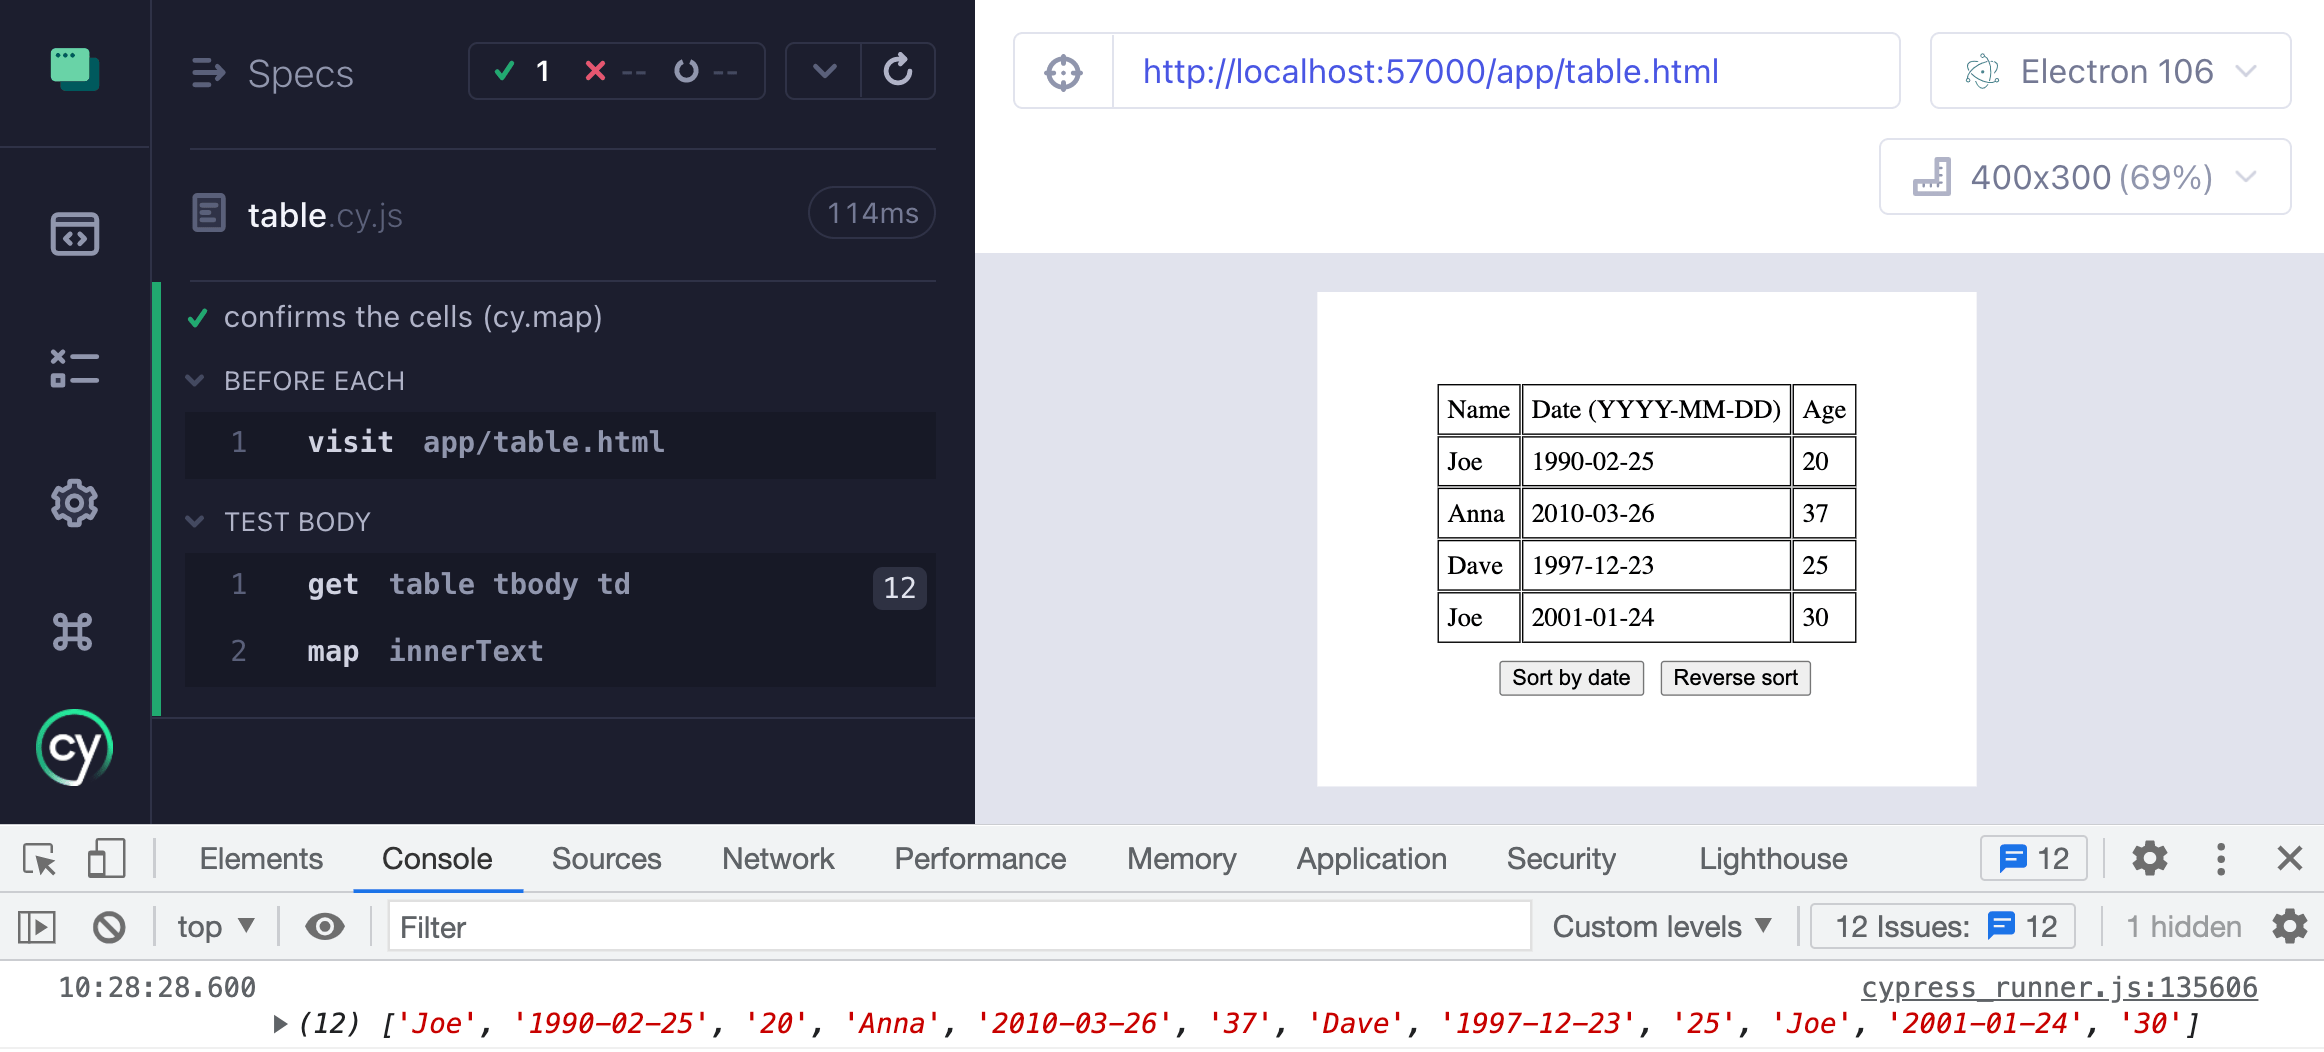 Specs
1 -- --
table.cy.js
114ms
confirms the cells (cy.map)
BEFORE EACH
1 visit app/table.html
TEST BODY
1 get table tbody td 12
2 map innerText
cy
http://localhost:57000/app/table.html
Electron 106
400x300 (69%)
Name Date (YYYY-MM-DD) Age
Joe 1990-02-25 20
Anna 2010-03-26 37
Dave 1997-12-23 25
Joe 2001-01-24 30
Sort by date Reverse sort
Elements Console Sources Network Performance Memory Application Security Lighthouse 12
top Filter Custom levels 12 Issues: 12 1 hidden
10:28:28.600 cypress_runner.js:135606
(12) ['Joe', '1990-02-25', '20', 'Anna', '2010-03-26', '37', 'Dave', '1997-12-23', '25', 'Joe', '2001-01-24', '30']